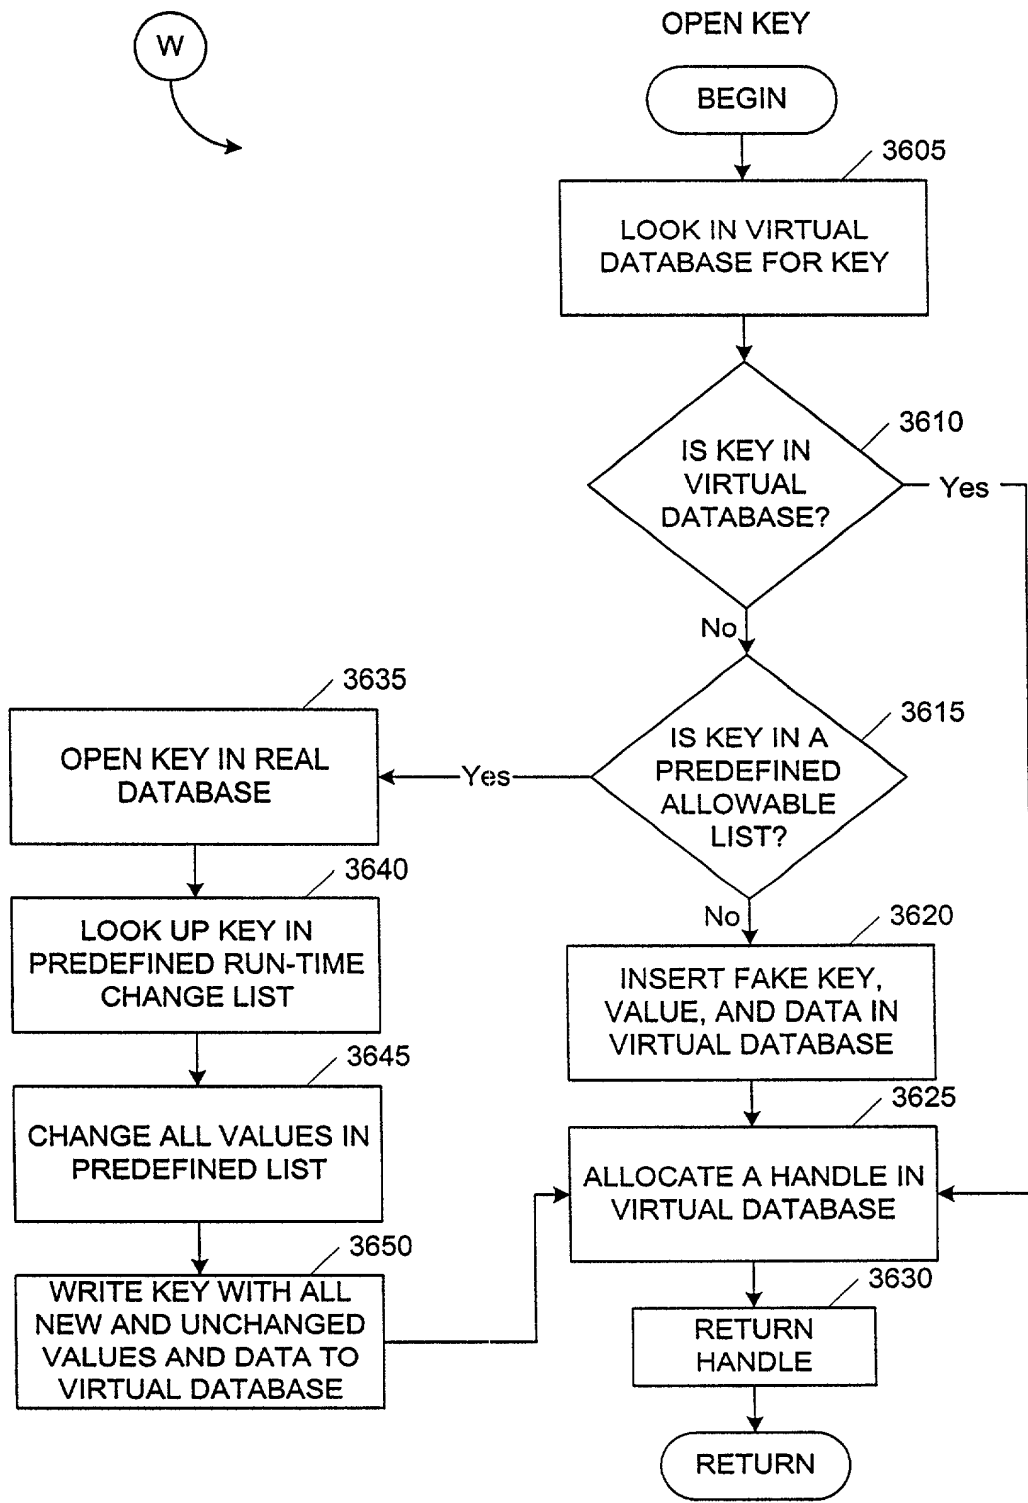 W
OPEN KEY
BEGIN
3605
LOOK IN VIRTUAL
DATABASE FOR KEY
3610
IS KEY IN
VIRTUAL
DATABASE?
Yes
No
3615
IS KEY IN A
PREDEFINED
ALLOWABLE
LIST?
Yes
No
3635
OPEN KEY IN REAL
DATABASE
3640
LOOK UP KEY IN
PREDEFINED RUN-TIME
CHANGE LIST
3645
CHANGE ALL VALUES IN
PREDEFINED LIST
3650
WRITE KEY WITH ALL
NEW AND UNCHANGED
VALUES AND DATA TO
VIRTUAL DATABASE
3620
INSERT FAKE KEY,
VALUE, AND DATA IN
VIRTUAL DATABASE
3625
ALLOCATE A HANDLE IN
VIRTUAL DATABASE
3630
RETURN
HANDLE
RETURN